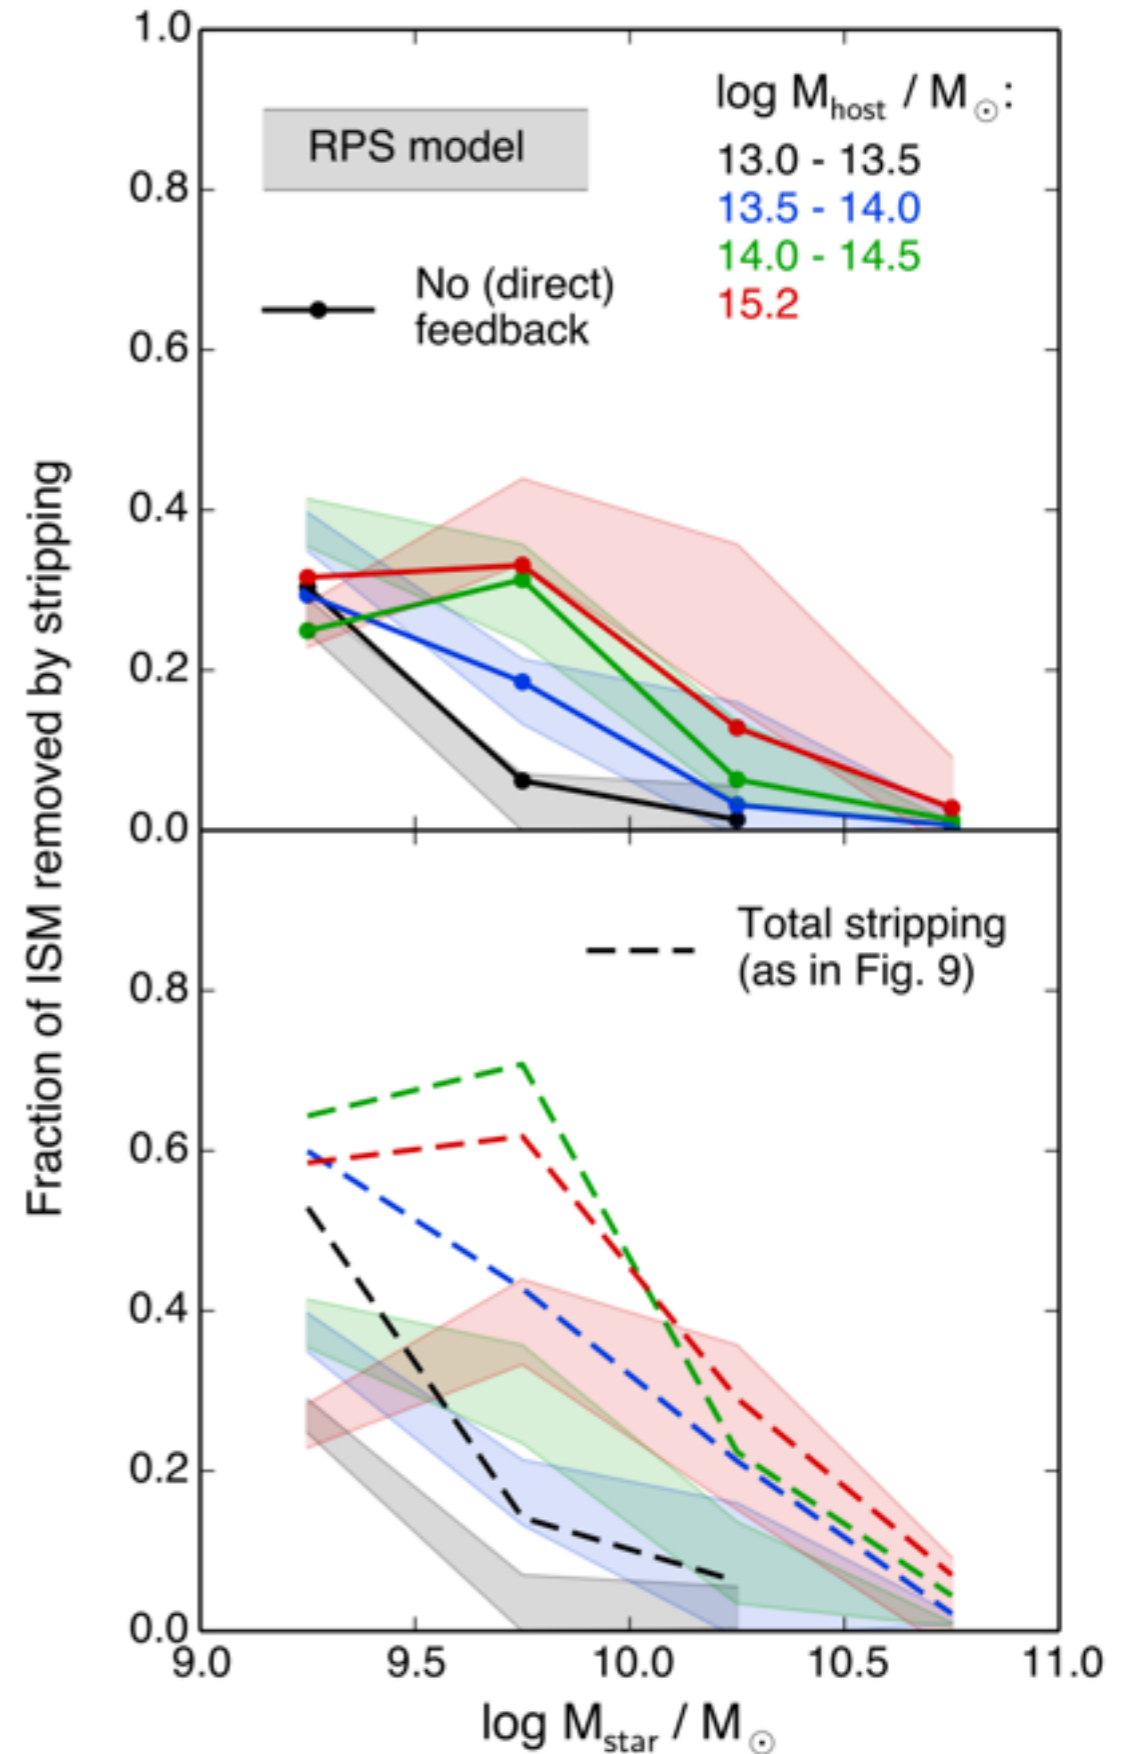 1.0
0.8
0.6
0.4
0.2
0.0
RPS model
No (direct)
feedback
log M_host / M_⊙:
13.0 - 13.5
13.5 - 14.0
14.0 - 14.5
15.2
Fraction of ISM removed by stripping
Total stripping
(as in Fig. 9)
0.8
0.6
0.4
0.2
0.0
9.0 9.5 10.0 10.5 11.0
log M_star / M_⊙